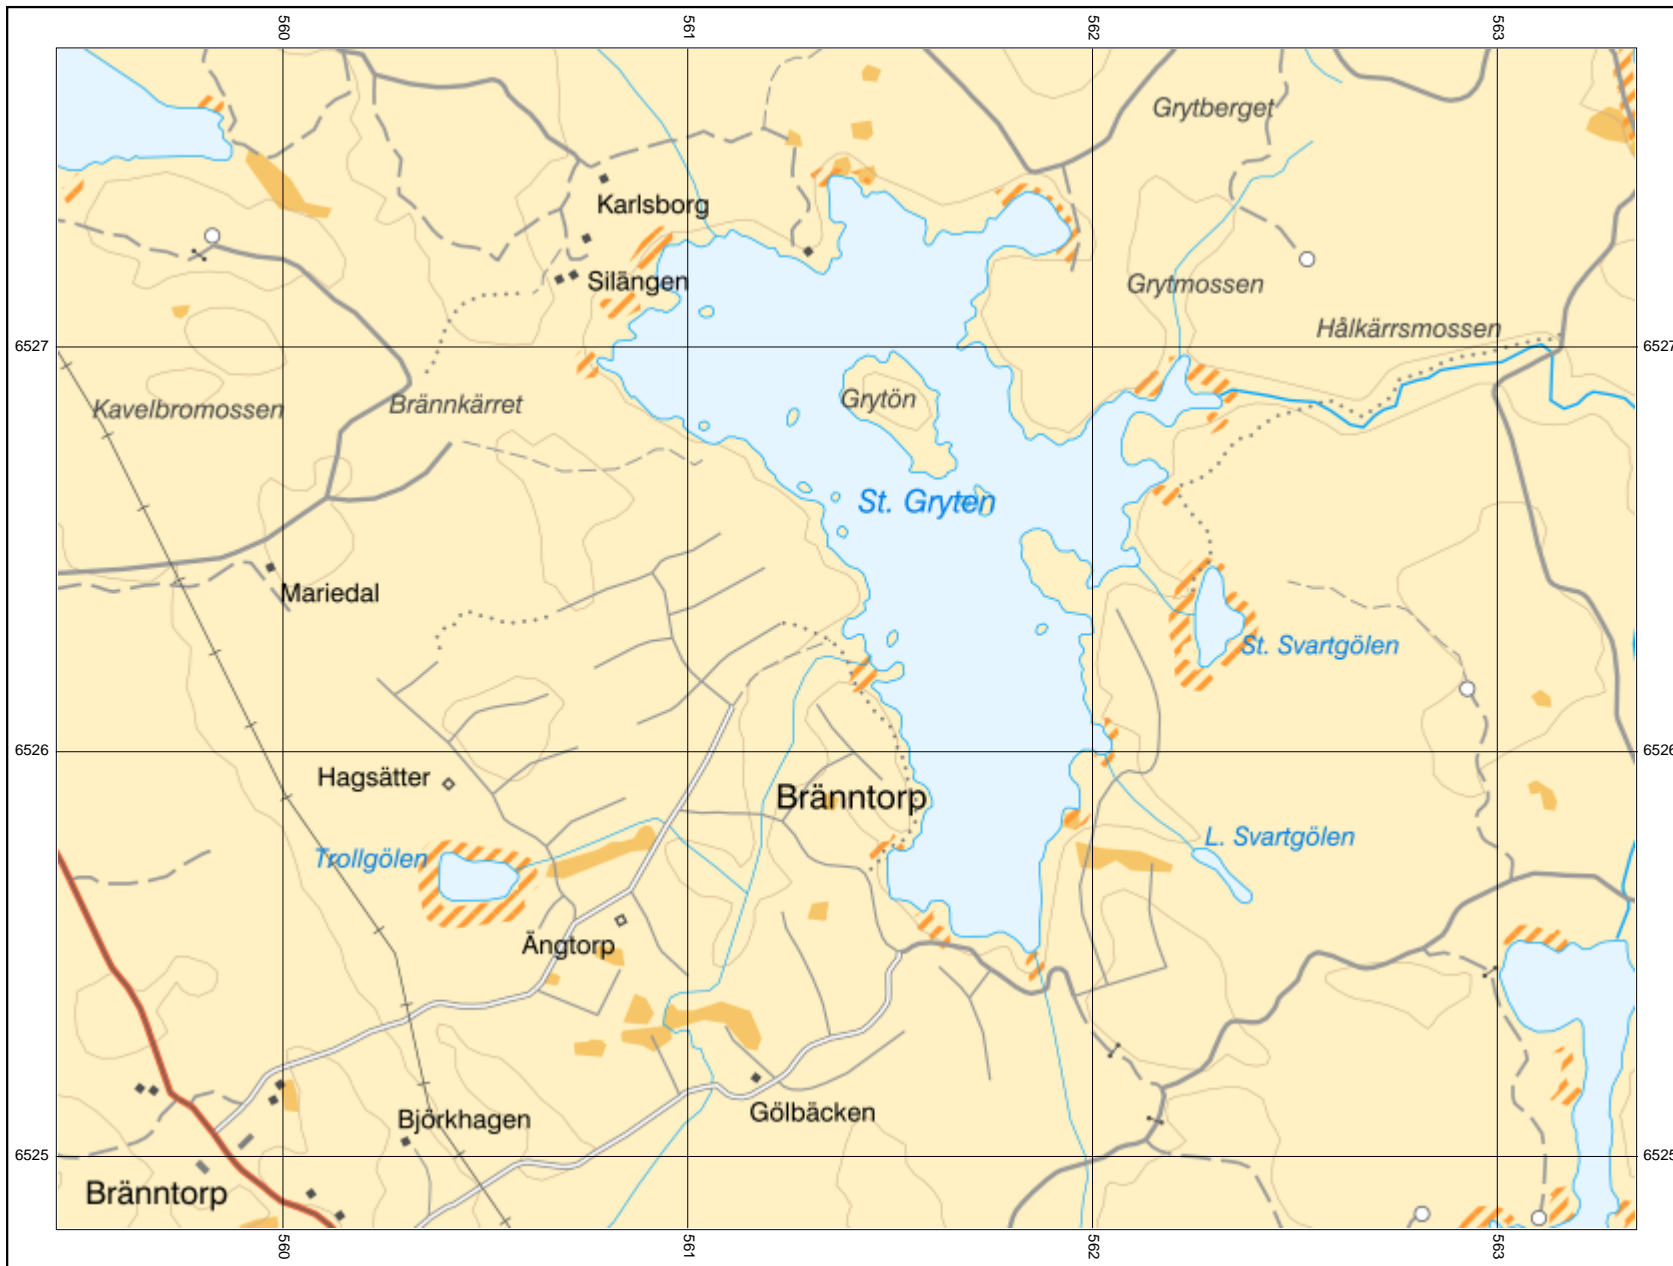 560
561
562
563
Grytberget
Karlsborg
Silängen
Grytmossen
Hålkärrsmossen
6527
6527
Kavelbromossen
Brännkärret
Grytön
St. Gryten
Mariedal
St. Svartgölen
6526
6526
Hagsätter
Bränntorp
Trollgölen
L. Svartgölen
Ängtorp
Björkhagen
Gölbäcken
6525
6525
Bränntorp
560
561
562
563